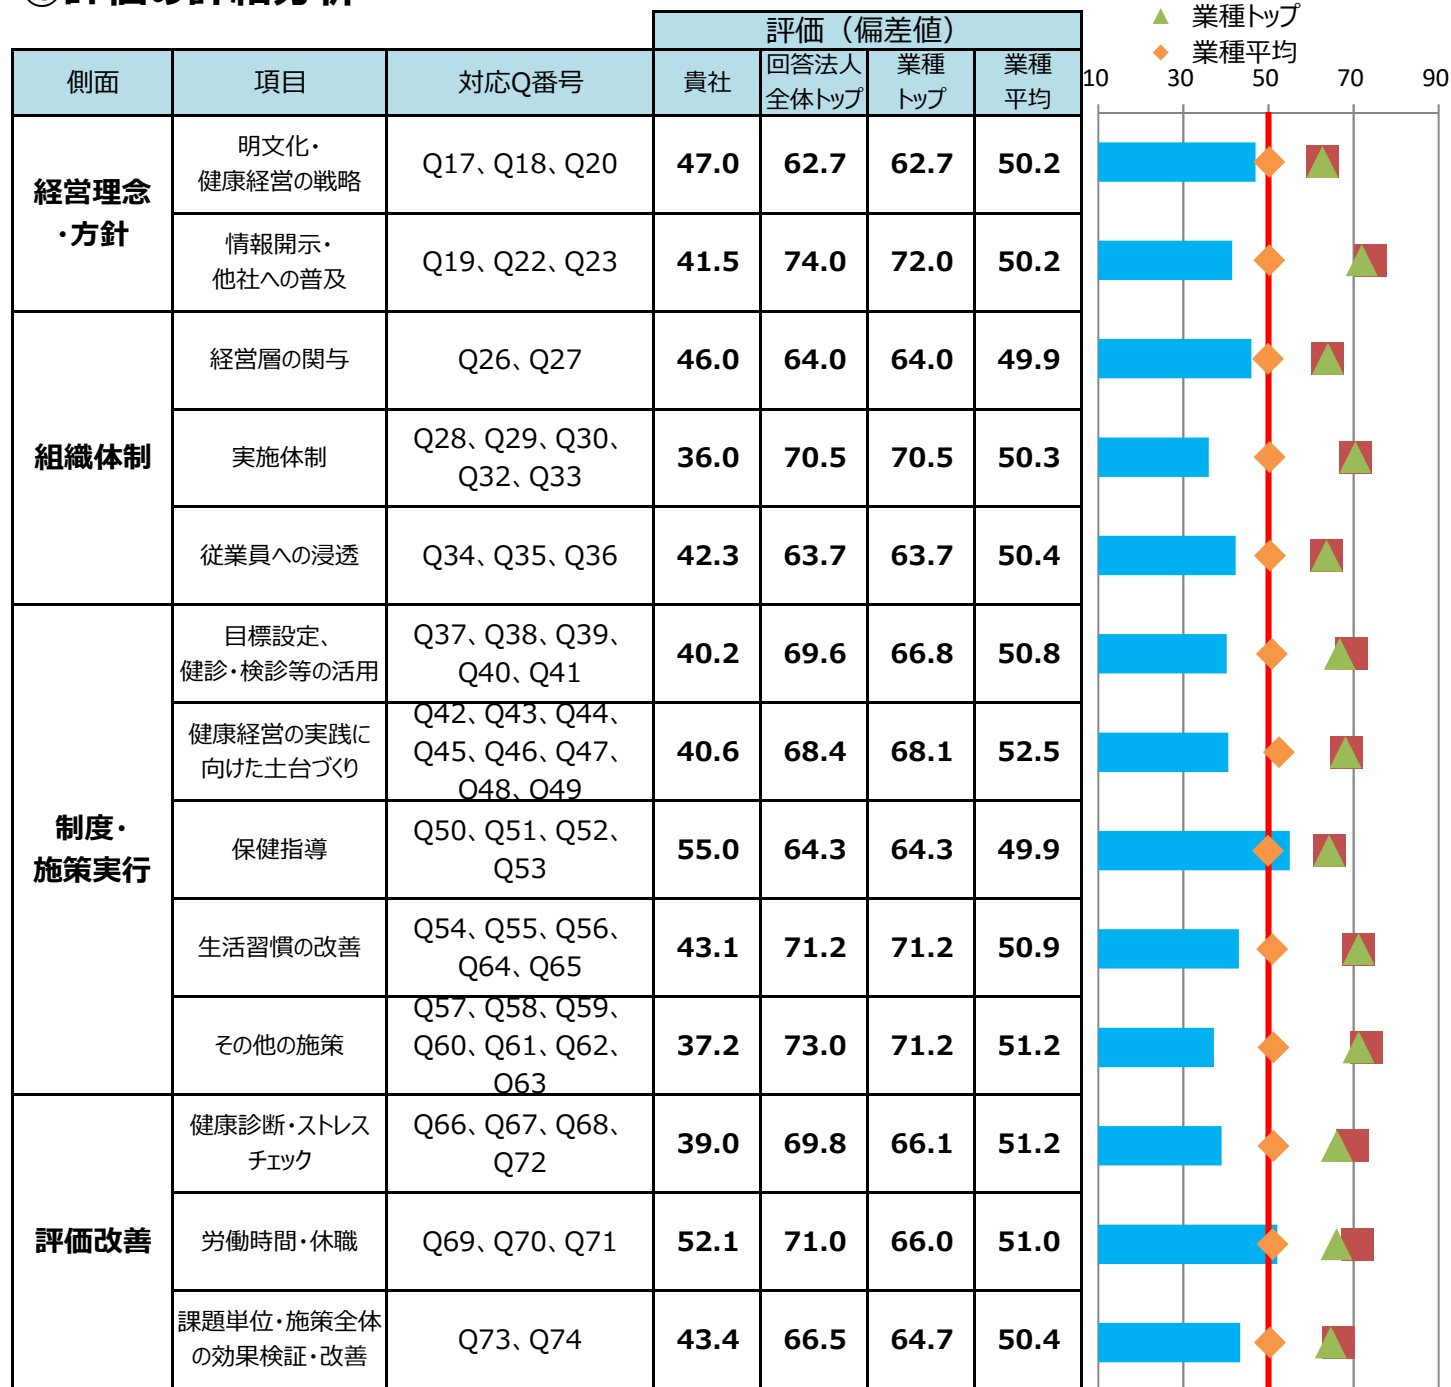 評価（偏差値）
▲ 業種トップ
◆ 業種平均
側面 項目 対応Q番号 貴社 回答法人 業種 業種
全体トップ トップ 平均
10 30 50 70 90
経営理念
・方針
明文化・
健康経営の戦略
Q17、Q18、Q20 47.0 62.7 62.7 50.2
情報開示・
他社への普及
Q19、Q22、Q23 41.5 74.0 72.0 50.2
組織体制
経営層の関与 Q26、Q27 46.0 64.0 64.0 49.9
実施体制
Q28、Q29、Q30、
Q32、Q33
36.0 70.5 70.5 50.3
従業員への浸透 Q34、Q35、Q36 42.3 63.7 63.7 50.4
制度・
施策実行
目標設定、
健診・検診等の活用
Q37、Q38、Q39、
Q40、Q41
40.2 69.6 66.8 50.8
健康経営の実践に
向けた土台づくり
Q42、Q43、Q44、
Q45、Q46、Q47、
Q48、Q49
40.6 68.4 68.1 52.5
保健指導
Q50、Q51、Q52、
Q53
55.0 64.3 64.3 49.9
生活習慣の改善
Q54、Q55、Q56、
Q64、Q65
43.1 71.2 71.2 50.9
その他の施策
Q57、Q58、Q59、
Q60、Q61、Q62、
Q63
37.2 73.0 71.2 51.2
評価改善
健康診断・ストレス
チェック
Q66、Q67、Q68、
Q72
39.0 69.8 66.1 51.2
労働時間・休職 Q69、Q70、Q71 52.1 71.0 66.0 51.0
課題単位・施策全体
の効果検証・改善
Q73、Q74 43.4 66.5 64.7 50.4